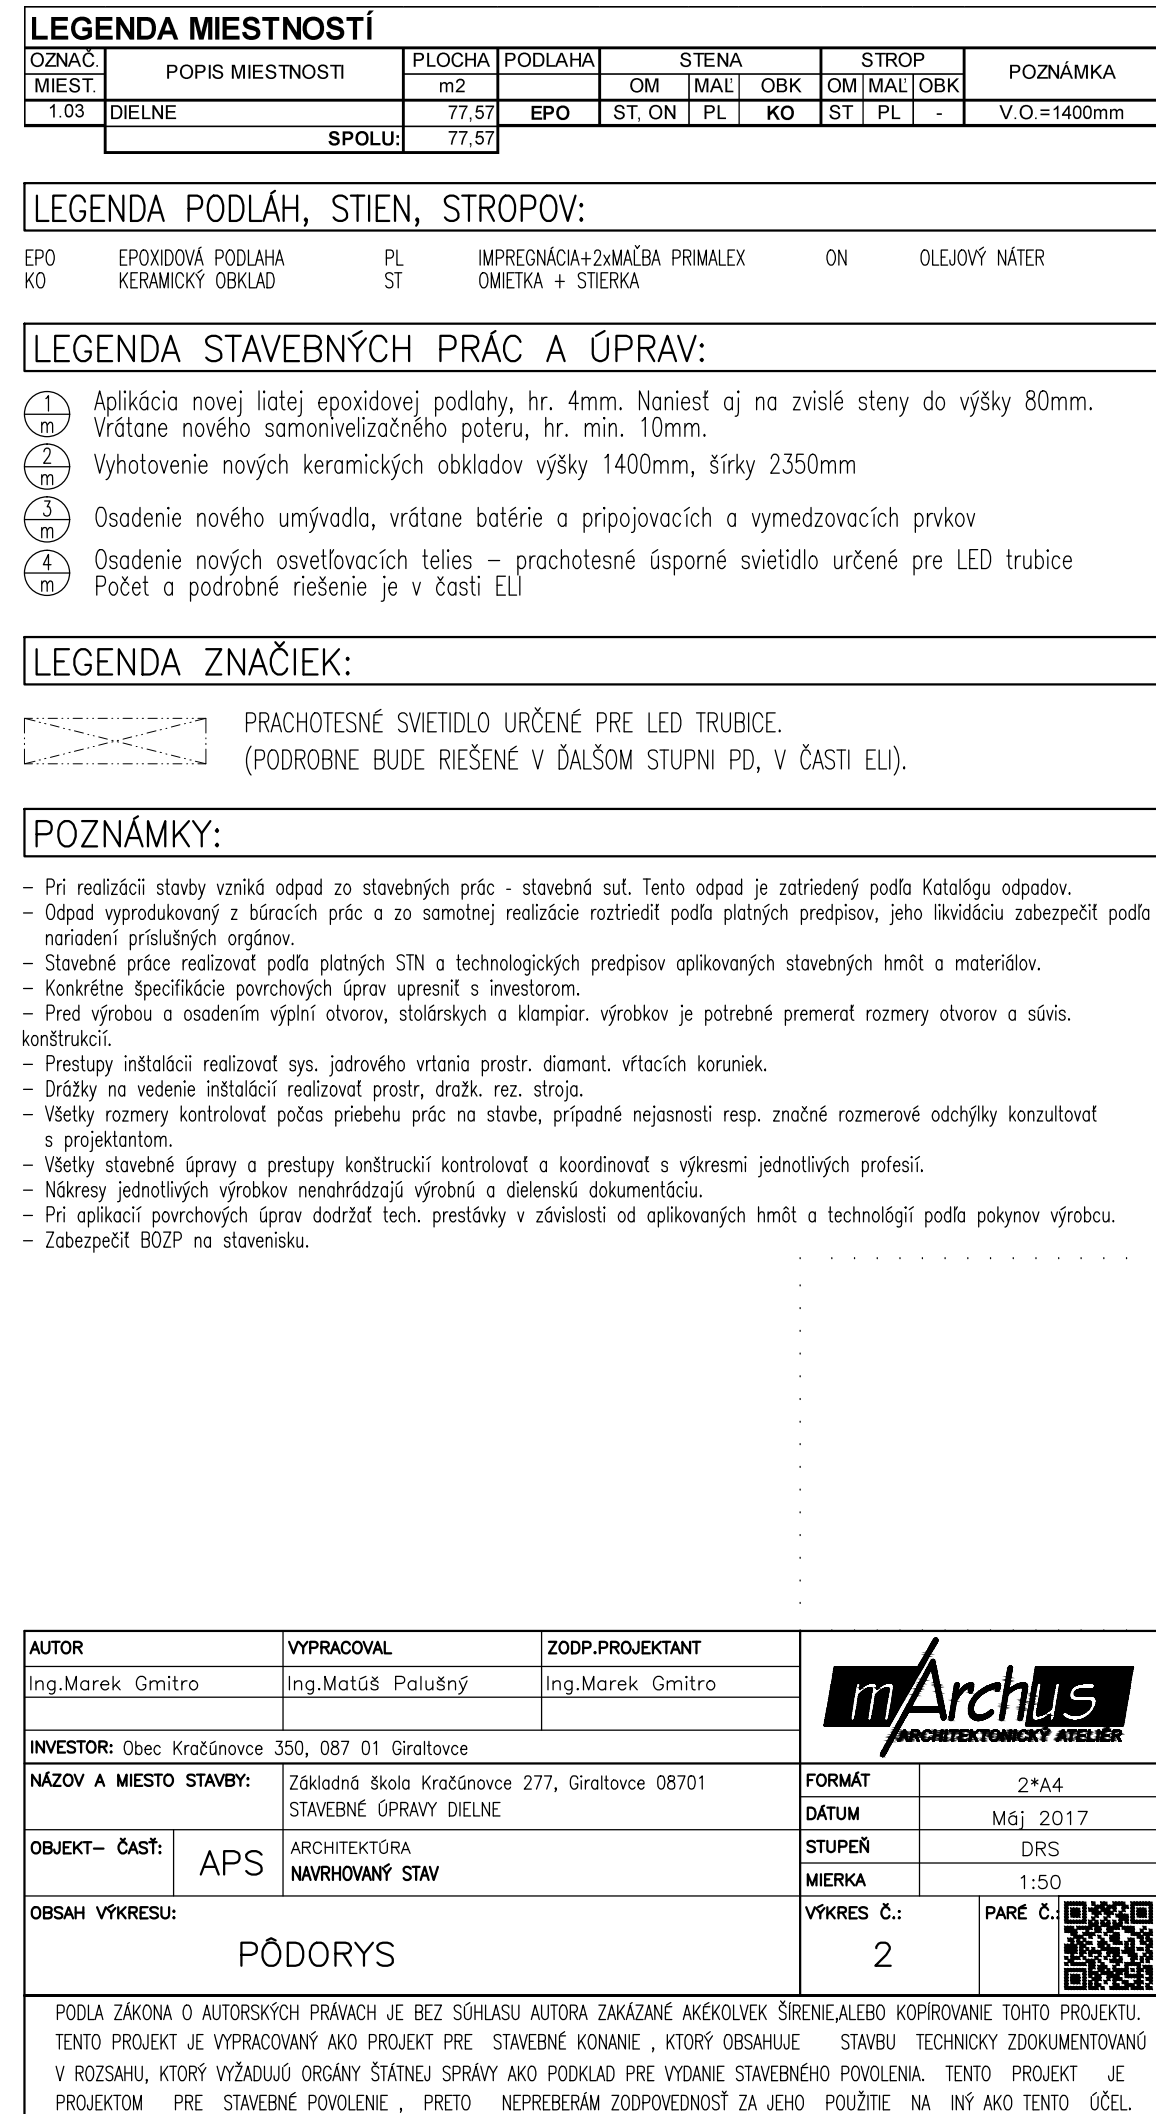 LEGENDA MIESTNOSTÍ
OZNAČ. MIEST. POPIS MIESTNOSTI PLOCHA m2 PODLAHA STENA OM MAĽ OBK STROP OM MAĽ OBK POZNÁMKA
1.03 DIELNE 77,57 EPO ST, ON PL KO ST PL - V.O.=1400mm
SPOLU: 77,57
LEGENDA PODLÁH, STIEN, STROPOV:
EPO EPOXIDOVÁ PODLAHA PL IMPREGNÁCIA+2xMAĽBA PRIMALEX ON OLEJOVÝ NÁTER
KO KERAMICKÝ OBKLAD ST OMIETKA + STIERKA
LEGENDA STAVEBNÝCH PRÁC A ÚPRAV:
1 m Aplikácia novej liatej epoxidovej podlahy, hr. 4mm. Naniesť aj na zvislé steny do výšky 80mm.
Vrátane nového samonivelizačného poteru, hr. min. 10mm.
2 m Vyhotovenie nových keramických obkladov výšky 1400mm, šírky 2350mm
3 m Osadenie nového umývadla, vrátane batérie a pripojovacích a vymedzovacích prvkov
4 m Osadenie nových osvetľovacích telies – prachotesné úsporné svietidlo určené pre LED trubice
Počet a podrobné riešenie je v časti ELI
LEGENDA ZNAČIEK:
PRACHOTESNÉ SVIETIDLO URČENÉ PRE LED TRUBICE.
(PODROBNE BUDE RIEŠENÉ V ĎALŠOM STUPNI PD, V ČASTI ELI).
POZNÁMKY:
– Pri realizácii stavby vzniká odpad zo stavebných prác - stavebná suť. Tento odpad je zatriedený podľa Katalógu odpadov.
– Odpad vyprodukovaný z búracích prác a zo samotnej realizácie roztriediť podľa platných predpisov, jeho likvidáciu zabezpečiť podľa
nariadení príslušných orgánov.
– Stavebné práce realizovať podľa platných STN a technologických predpisov aplikovaných stavebných hmôt a materiálov.
– Konkrétne špecifikácie povrchových úprav upresniť s investorom.
– Pred výrobou a osadením výplní otvorov, stolárskych a klampiar. výrobkov je potrebné premerať rozmery otvorov a súvis.
konštrukcií.
– Prestupy inštalácii realizovať sys. jadrového vrtania prostr. diamant. vŕtacích koruniek.
– Drážky na vedenie inštalácií realizovať prostr, dražk. rez. stroja.
– Všetky rozmery kontrolovať počas priebehu prác na stavbe, prípadné nejasnosti resp. značné rozmerové odchýlky konzultovať
s projektantom.
– Všetky stavebné úpravy a prestupy konštruckií kontrolovať a koordinovať s výkresmi jednotlivých profesií.
– Nákresy jednotlivých výrobkov nenahrádzajú výrobnú a dielenskú dokumentáciu.
– Pri aplikacií povrchových úprav dodržať tech. prestávky v závislosti od aplikovaných hmôt a technológií podľa pokynov výrobcu.
– Zabezpečiť BOZP na stavenisku.
AUTOR VYPRACOVAL ZODP.PROJEKTANT
Ing.Marek Gmitro Ing.Matúš Palušný Ing.Marek Gmitro
mArchus
ARCHITEKTONICKÝ ATELIÉR
INVESTOR: Obec Kračúnovce 350, 087 01 Giraltovce
NÁZOV A MIESTO STAVBY: Základná škola Kračúnovce 277, Giraltovce 08701
STAVEBNÉ ÚPRAVY DIELNE
FORMÁT 2*A4
DÁTUM Máj 2017
OBJEKT– ČASŤ: APS ARCHITEKTÚRA
NAVRHOVANÝ STAV
STUPEŇ DRS
MIERKA 1:50
OBSAH VÝKRESU: VÝKRES Č.: PARÉ Č.:
PÔDORYS 2
PODLA ZÁKONA O AUTORSKÝCH PRÁVACH JE BEZ SÚHLASU AUTORA ZAKÁZANÉ AKÉKOLVEK ŠÍRENIE,ALEBO KOPÍROVANIE TOHTO PROJEKTU.
TENTO PROJEKT JE VYPRACOVANÝ AKO PROJEKT PRE STAVEBNÉ KONANIE , KTORÝ OBSAHUJE STAVBU TECHNICKY ZDOKUMENTOVANÚ
V ROZSAHU, KTORÝ VYŽADUJÚ ORGÁNY ŠTÁTNEJ SPRÁVY AKO PODKLAD PRE VYDANIE STAVEBNÉHO POVOLENIA. TENTO PROJEKT JE
PROJEKTOM PRE STAVEBNÉ POVOLENIE , PRETO NEPREBERÁM ZODPOVEDNOSŤ ZA JEHO POUŽITIE NA INÝ AKO TENTO ÚČEL.